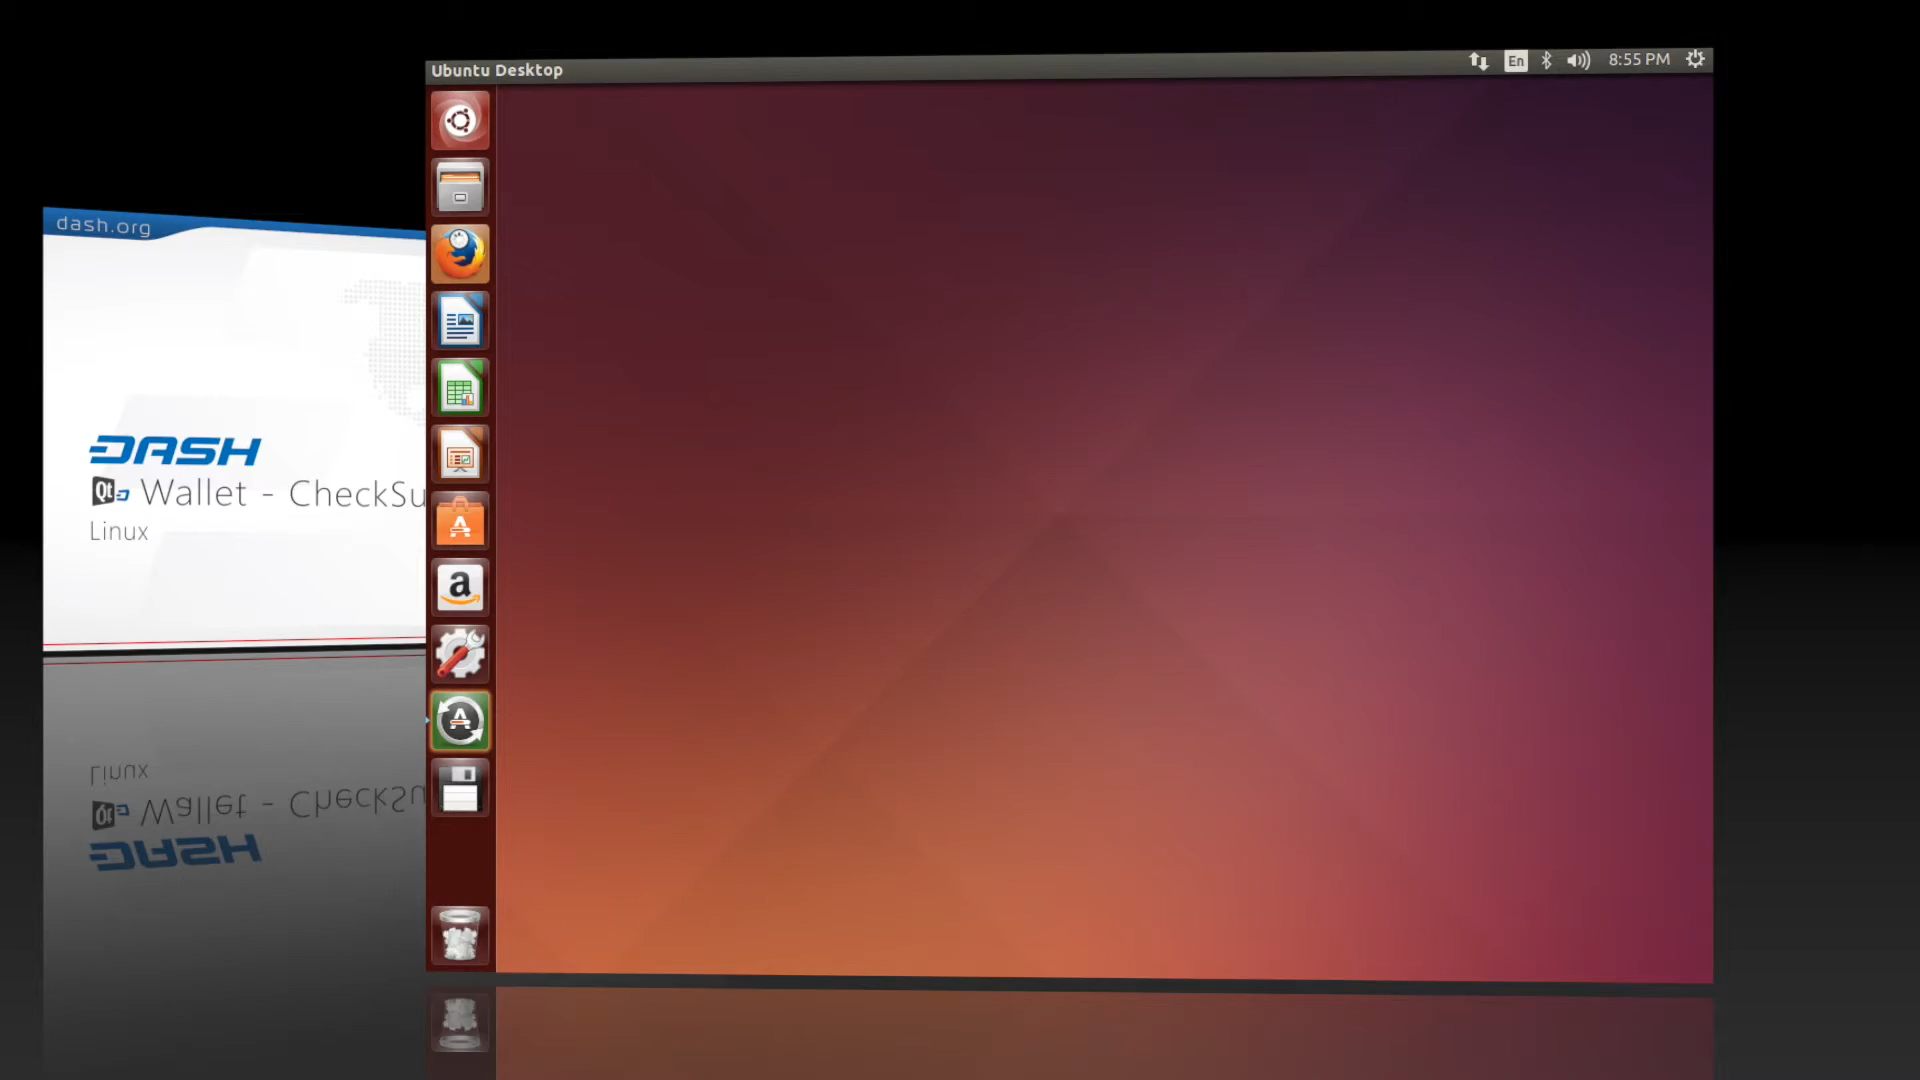 Ubuntu Desktop
En
8:55 PM
dash.org
DASH
Qt Wallet - CheckSu
Linux
a